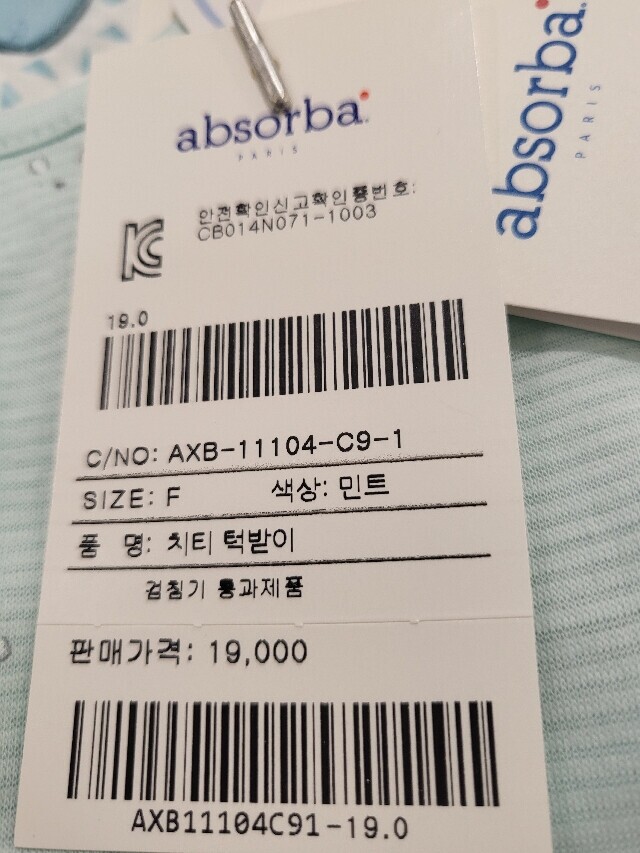 absorba
PARIS
안전확인신고확인증번호:
CB014N071-1003
19.0
C/NO: AXB-11104-C9-1
SIZE: F 색상: 민트
품 명: 치티 턱받이
검침기 통과제품
판매가격: 19,000
AXB11104C91-19.0
absorba
PARIS